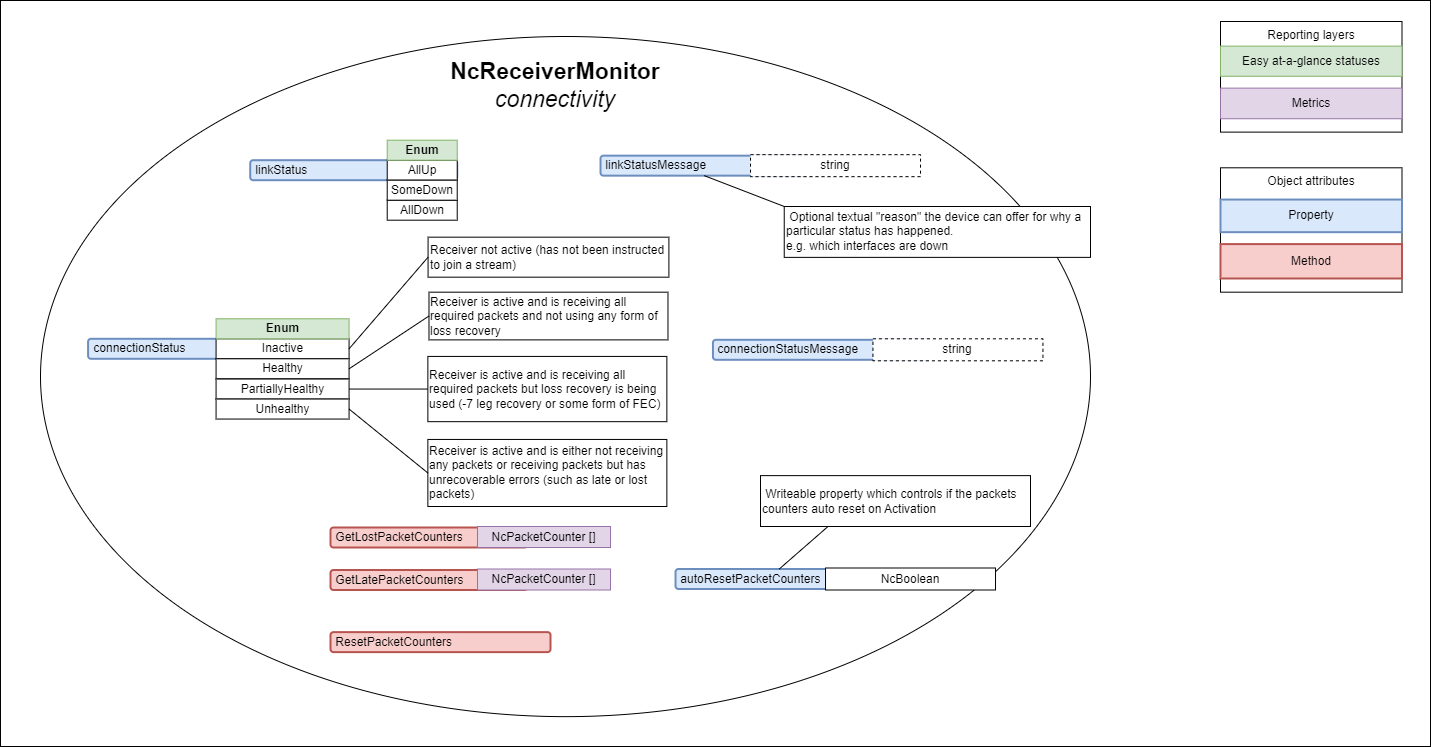 NcReceiverMonitor
connectivity
Reporting layers
Easy at-a-glance statuses
Metrics
Object attributes
Property
Method
linkStatus
Enum
AllUp
SomeDown
AllDown
linkStatusMessage
string
Optional textual "reason" the device can offer for why a
particular status has happened.
e.g. which interfaces are down
connectionStatus
Enum
Inactive
Healthy
PartiallyHealthy
Unhealthy
Receiver not active (has not been instructed
to join a stream)
Receiver is active and is receiving all
required packets and not using any form of
loss recovery
Receiver is active and is receiving all
required packets but loss recovery is being
used (-7 leg recovery or some form of FEC)
Receiver is active and is either not receiving
any packets or receiving packets but has
unrecoverable errors (such as late or lost
packets)
connectionStatusMessage
string
Writeable property which controls if the packets
counters auto reset on Activation
autoResetPacketCounters
NcBoolean
GetLostPacketCounters
NcPacketCounter []
GetLatePacketCounters
NcPacketCounter []
ResetPacketCounters